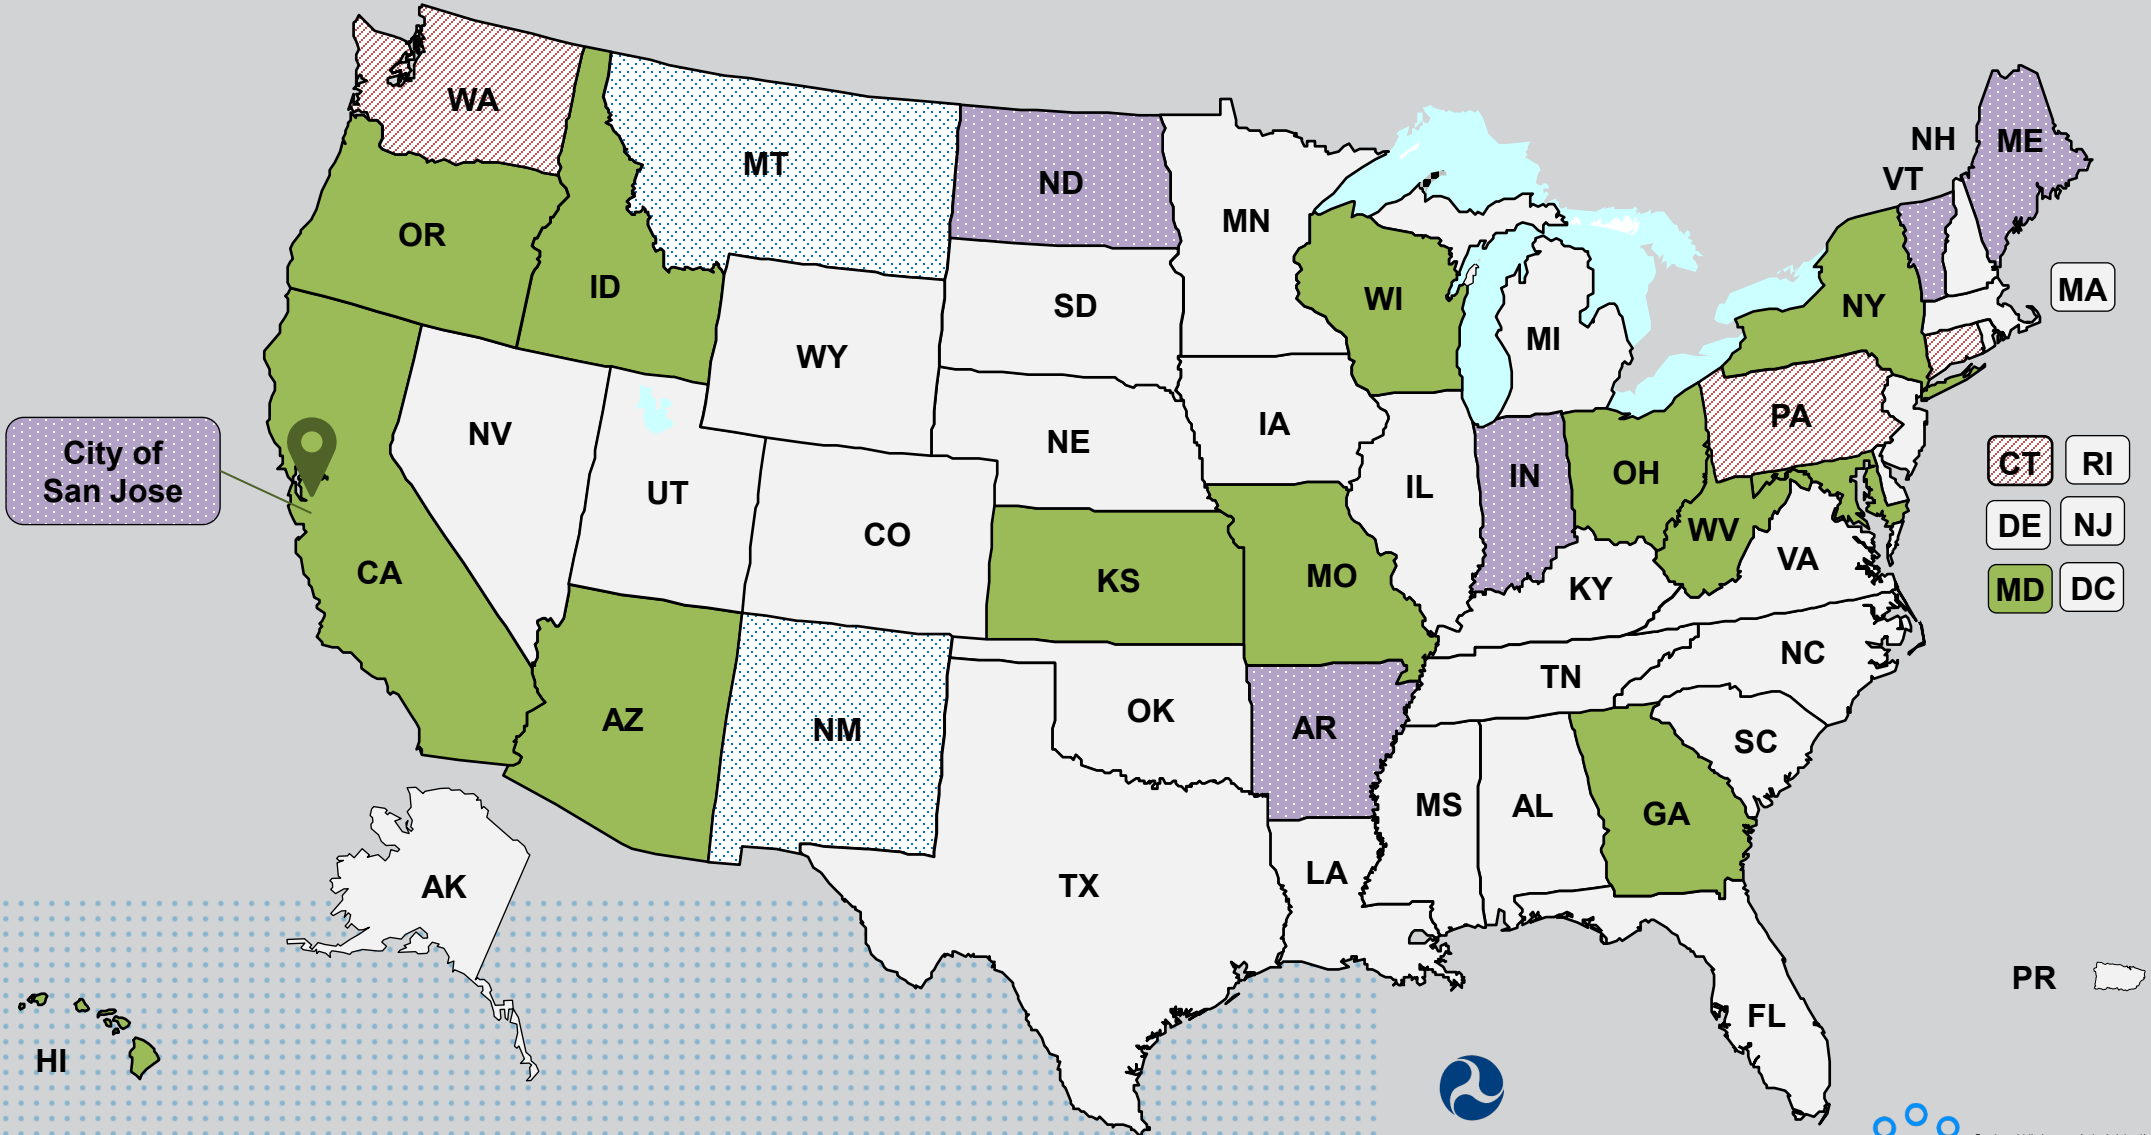 WA
MT
ND
MN
NH
ME
VT
OR
ID
SD
WI
MI
NY
MA
WY
NV
NE
IA
PA
City of
San Jose
UT
CO
IL
IN
OH
CT
RI
WV
VA
DE
NJ
CA
KS
MO
KY
MD
DC
AZ
NM
OK
AR
TN
NC
SC
MS
AL
GA
AK
TX
LA
FL
PR
HI